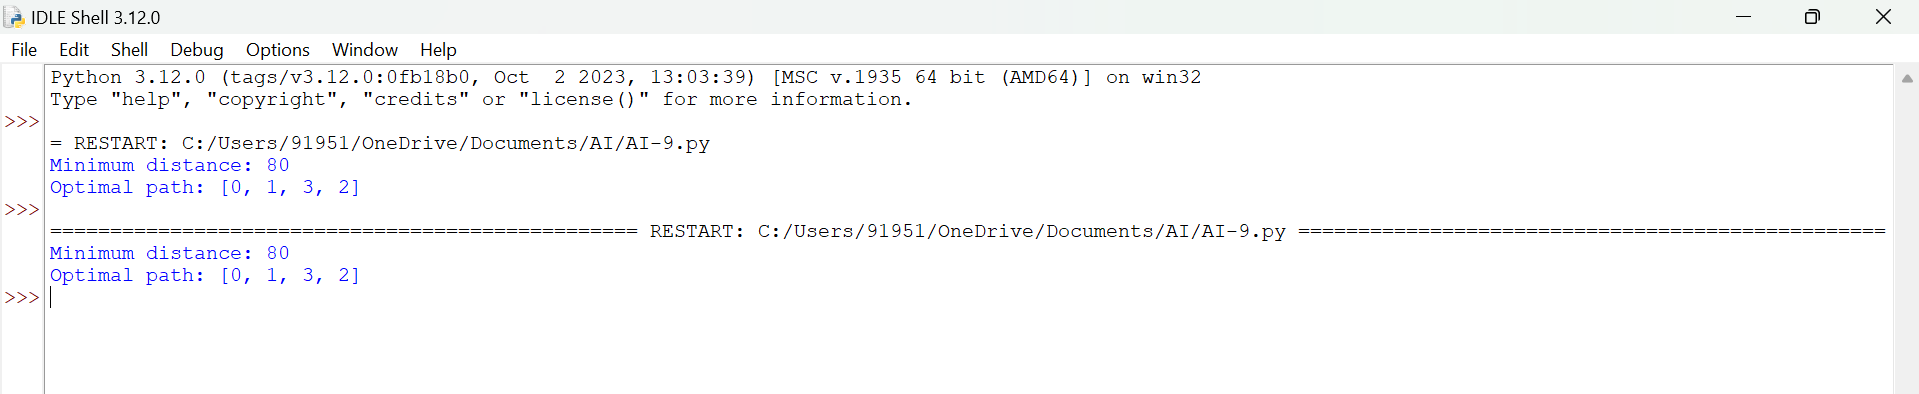 IDLE Shell 3.12.0
File Edit Shell Debug Options Window Help
Python 3.12.0 (tags/v3.12.0:0fb18b0, Oct  2 2023, 13:03:39) [MSC v.1935 64 bit (AMD64)] on win32
Type "help", "copyright", "credits" or "license()" for more information.
>>>
= RESTART: C:/Users/91951/OneDrive/Documents/AI/AI-9.py
Minimum distance: 80
Optimal path: [0, 1, 3, 2]
>>>
================================================= RESTART: C:/Users/91951/OneDrive/Documents/AI/AI-9.py =================================================
Minimum distance: 80
Optimal path: [0, 1, 3, 2]
>>>